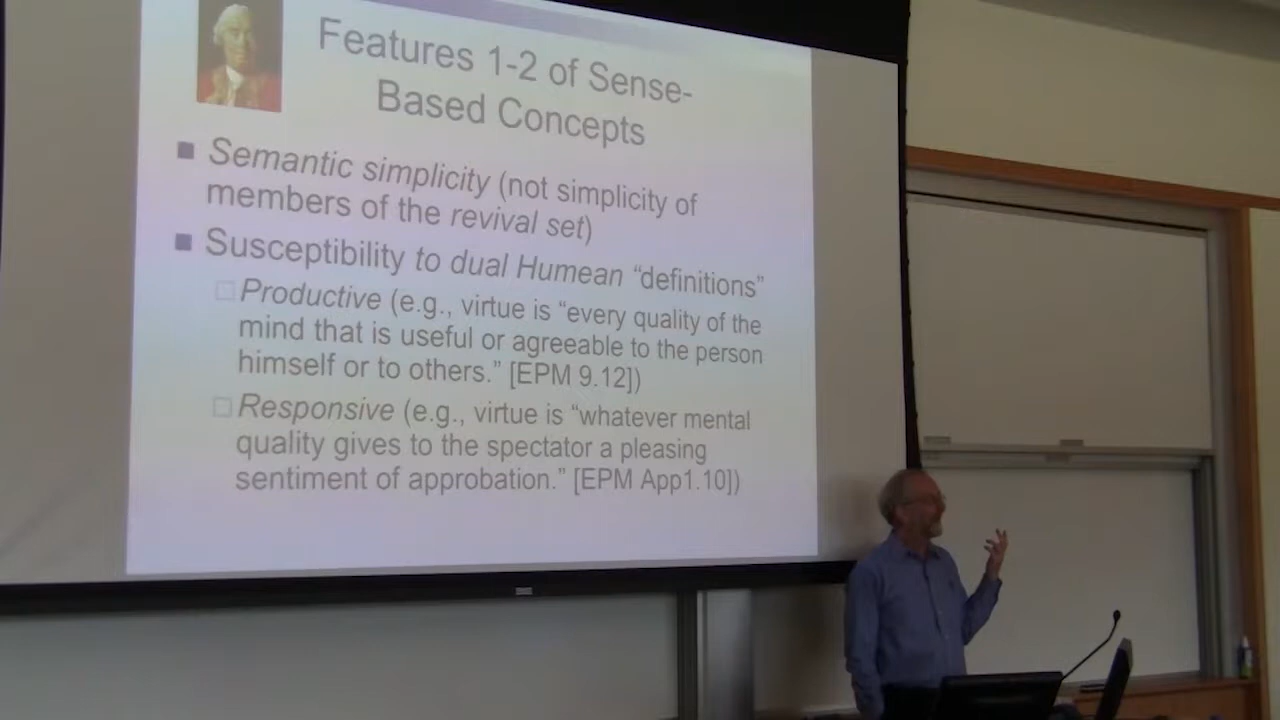 Features 1-2 of Sense-
Based Concepts
Semantic simplicity (not simplicity of
members of the revival set)
Susceptibility to dual Humean “definitions”
Productive (e.g., virtue is “every quality of the
mind that is useful or agreeable to the person
himself or to others.” [EPM 9.12])
Responsive (e.g., virtue is “whatever mental
quality gives to the spectator a pleasing
sentiment of approbation.” [EPM App1.10])